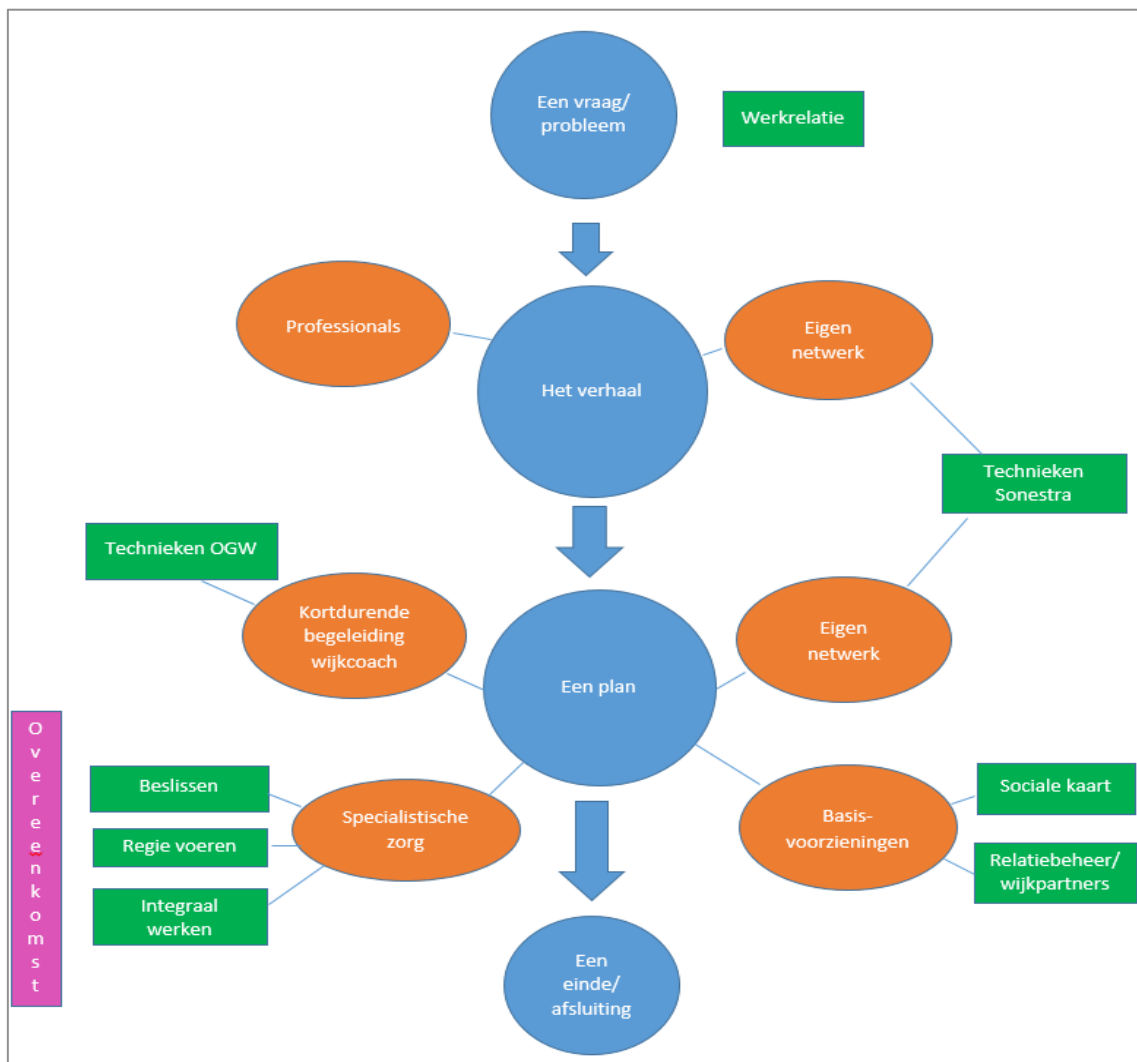 Een vraag/
probleem
Werkrelatie
Professionals
Eigen
netwerk
Het verhaal
Technieken
Sonestra
Technieken OGW
Kortdurende
begeleiding
wijkcoach
Eigen
netwerk
Een plan
Overeenkomst
Beslissen
Regie voeren
Integraal
werken
Specialistische
zorg
Basis-
voorzieningen
Sociale kaart
Relatiebeheer/
wijkpartners
Een
einde/
afsluiting